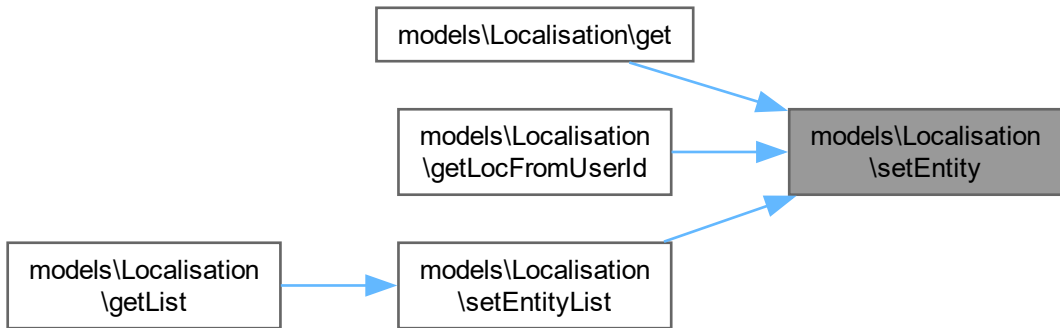 models\Localisation\get
models\Localisation
\getLocFromUserId
models\Localisation
\setEntity
models\Localisation
\getList
models\Localisation
\setEntityList